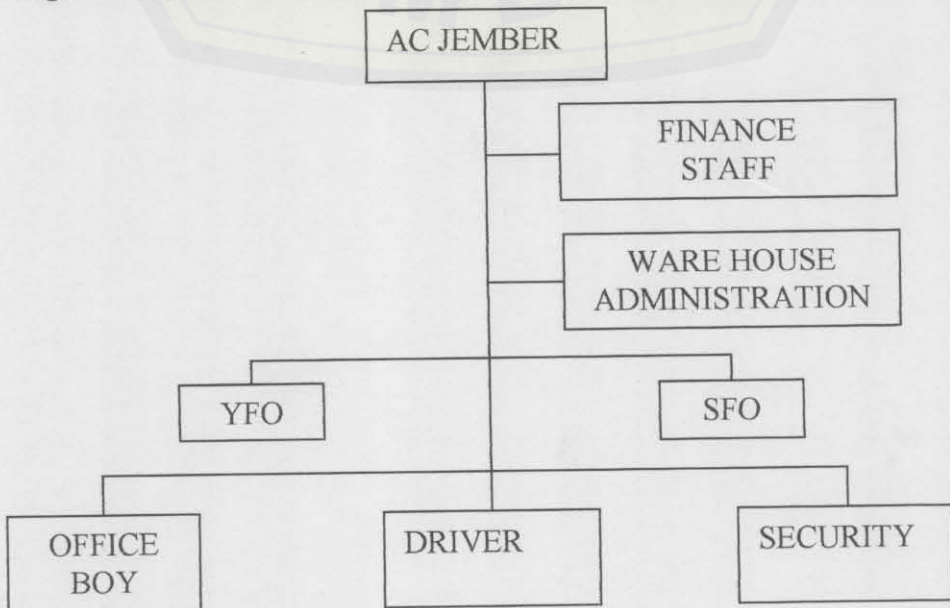 AC JEMBER
FINANCE
STAFF
WARE HOUSE
ADMINISTRATION
YFO
SFO
OFFICE
BOY
DRIVER
SECURITY